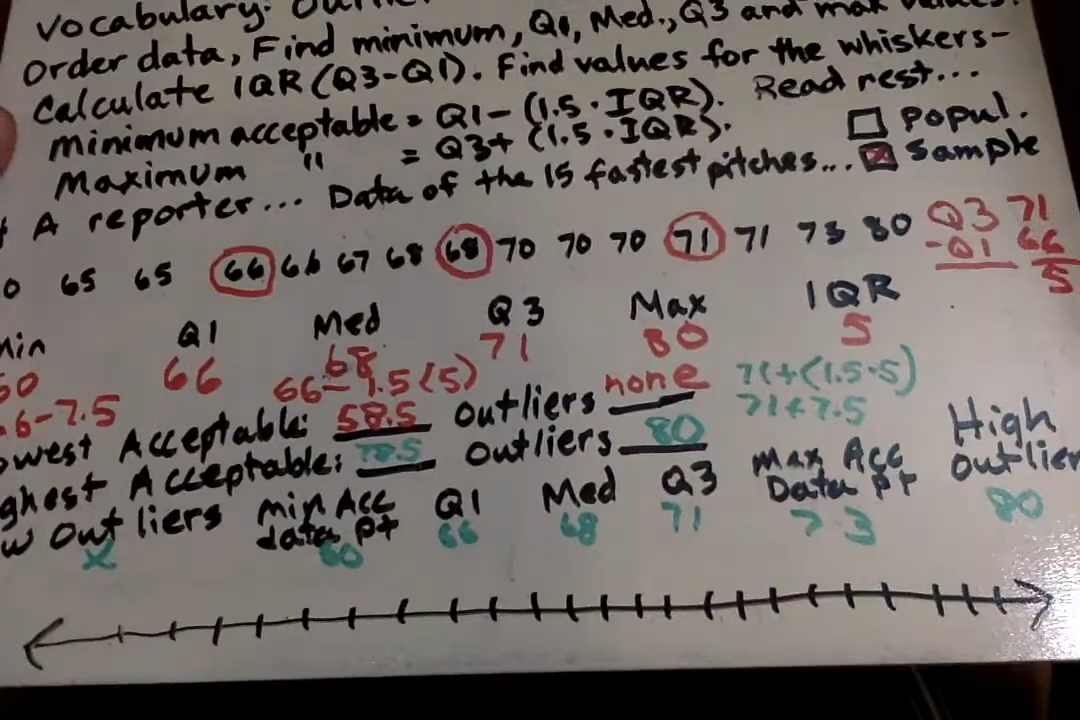 Vocabulary:
Order data, Find minimum, Q1, Med., Q3 and max values.
Calculate IQR (Q3-Q1). Find values for the whiskers-
minimum acceptable = Q1 - (1.5 · IQR). Read rest...
Maximum " = Q3 + (1.5 · IQR).
popul.
A reporter... Data of the 15 fastest pitches... sample
0 65 65 66 66 67 68 68 70 70 70 71 71 73 80
Q3 71
-Q1 66
5
Min Q1 Med Q3 Max IQR
60 66 68 71 80 5
66-7.5 66-1.5(5) 71+(1.5·5)
71+7.5
Lowest Acceptable: 58.5 Outliers none
Highest Acceptable: 78.5 Outliers 80
Low Outliers min Acc data pt Q1 Med Q3 Max Acc Data pt High Outlier
X 60 66 68 71 73 80